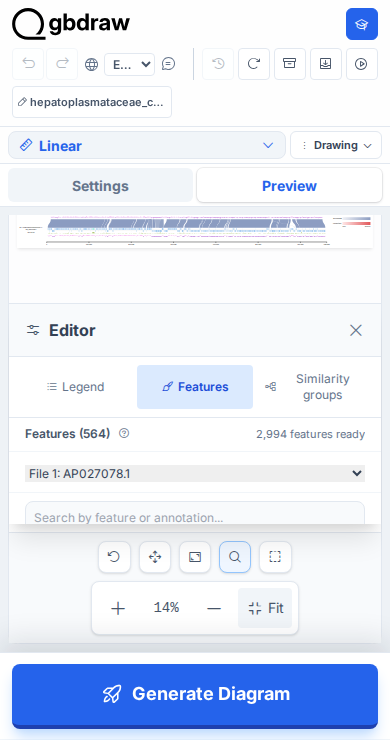 gbdraw
E...
hepatoplasmataceae_c...
Linear
Drawing
Settings
Preview
Editor
Legend
Features
Similarity
groups
Features (564)
2,994 features ready
File 1: AP027078.1
Search by feature or annotation...
14%
Fit
Generate Diagram